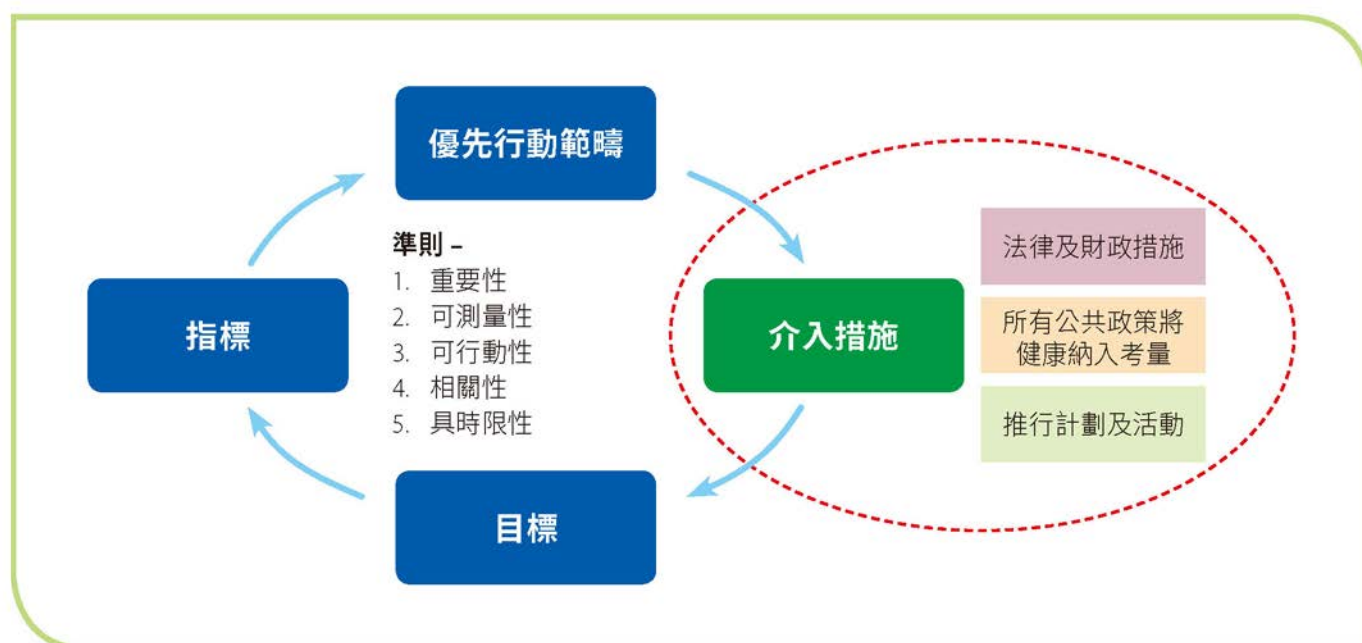 優先行動範疇
準則 –
1. 重要性
2. 可測量性
3. 可行動性
4. 相關性
5. 具時限性
指標
介入措施
法律及財政措施
所有公共政策將
健康納入考量
推行計劃及活動
目標